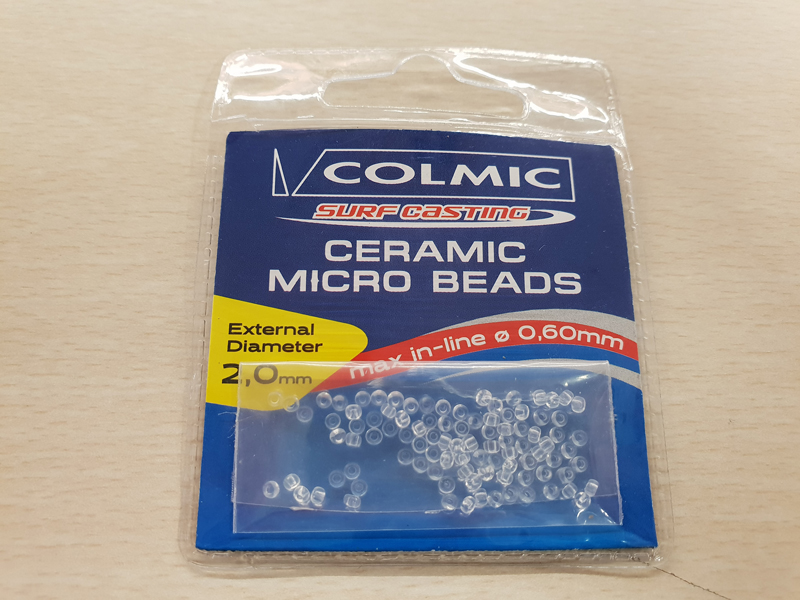 COLMIC
SURF CASTING
CERAMIC
MICRO BEADS
External
Diameter
2,0mm
max in-line ø 0,60mm